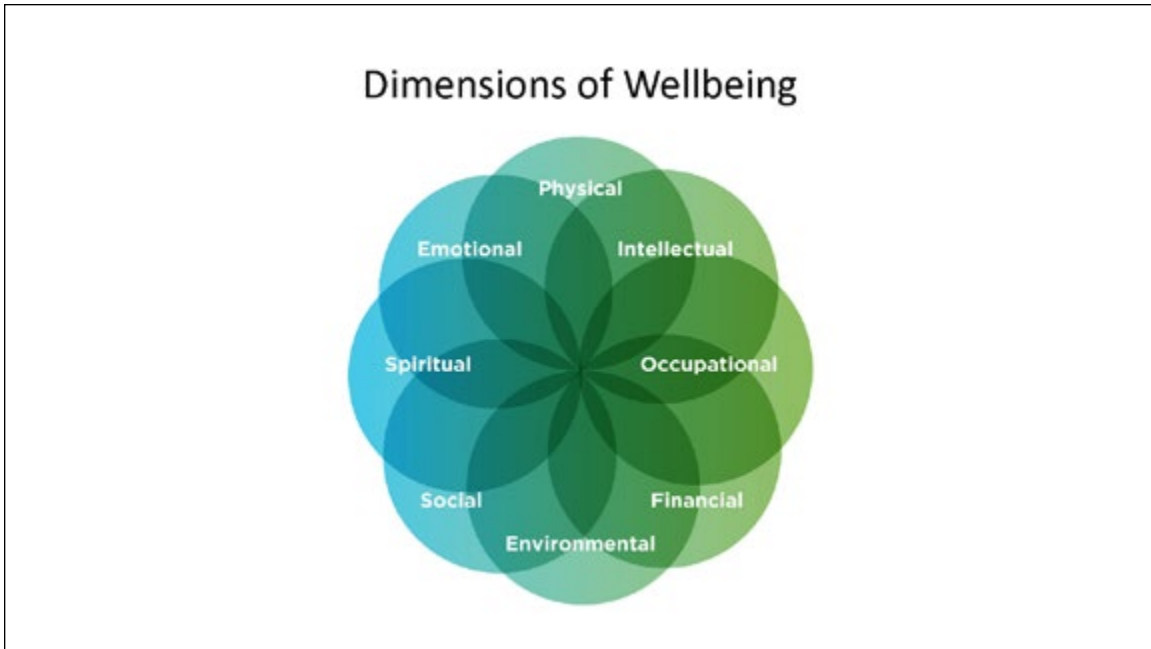 Dimensions of Wellbeing
Physical
Emotional
Intellectual
Spiritual
Occupational
Social
Financial
Environmental